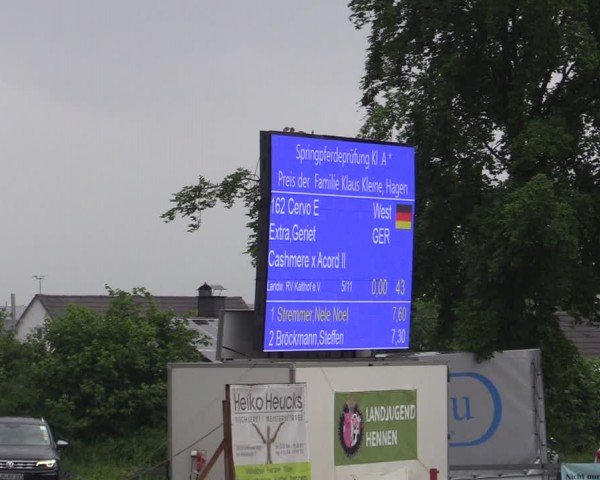 Springpferdeprüfung Kl .A *
Preis der Familie Klaus Kleine, Hagen
162 Cervo E West
Extra,Genet GER
Cashmere x Acord II
Landw. RV Kalthof e.V 5/11 0,00 43
1 Stremmer,Nele Noel 7,60
2 Bröckmann,Steffen 7,30
HEIKO HEUCKS
LANDJUGEND
HENNEN
Nicht nur